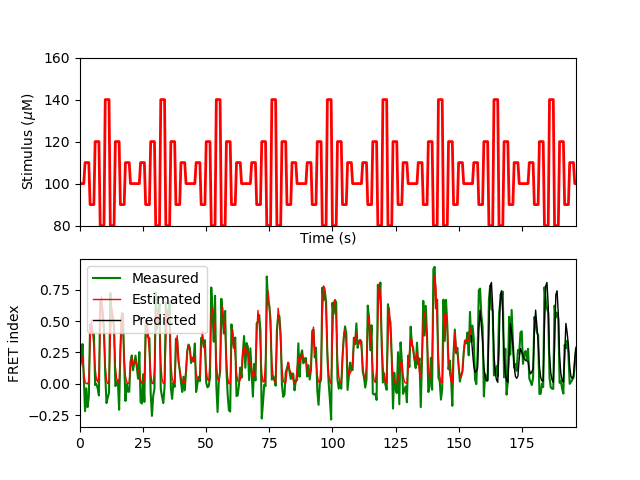 160
140
120
100
80
Stimulus (μM)
Time (s)
Measured
Estimated
Predicted
0.75
0.50
0.25
0.00
−0.25
FRET index
0 25 50 75 100 125 150 175